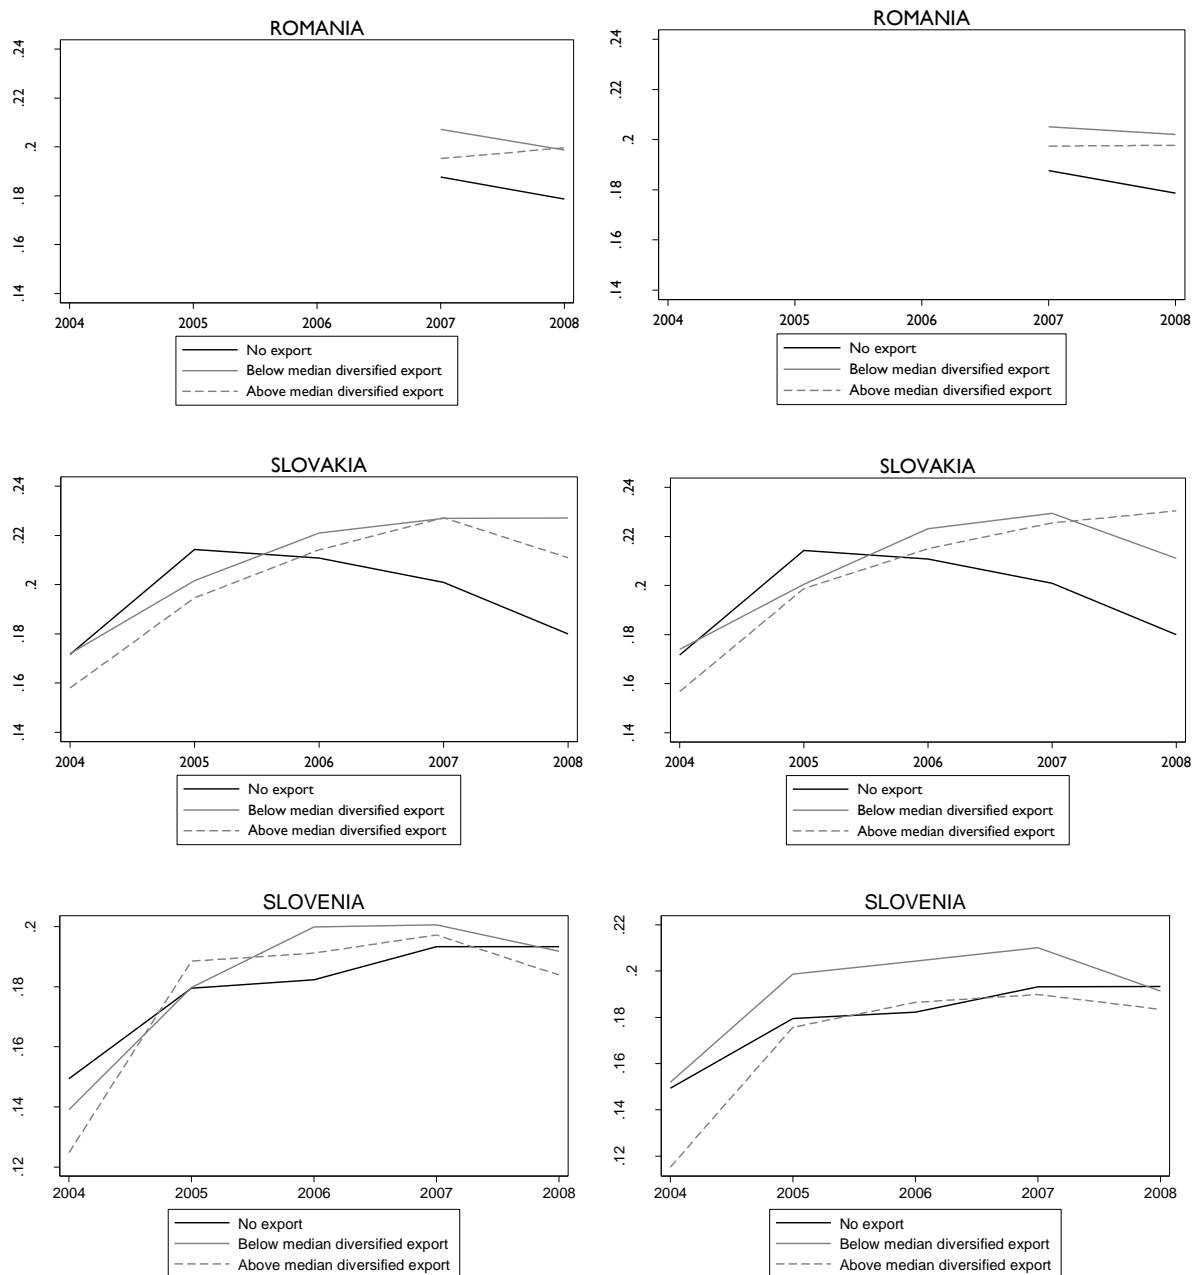 ROMANIA
.24
.22
.2
.18
.16
.14
2004 2005 2006 2007 2008
No export
Below median diversified export
Above median diversified export
ROMANIA
.24
.22
.2
.18
.16
.14
2004 2005 2006 2007 2008
No export
Below median diversified export
Above median diversified export
SLOVAKIA
.24
.22
.2
.18
.16
.14
2004 2005 2006 2007 2008
No export
Below median diversified export
Above median diversified export
SLOVAKIA
.24
.22
.2
.18
.16
.14
2004 2005 2006 2007 2008
No export
Below median diversified export
Above median diversified export
SLOVENIA
.2
.18
.16
.14
.12
2004 2005 2006 2007 2008
No export
Below median diversified export
Above median diversified export
SLOVENIA
.22
.2
.18
.16
.14
.12
2004 2005 2006 2007 2008
No export
Below median diversified export
Above median diversified export